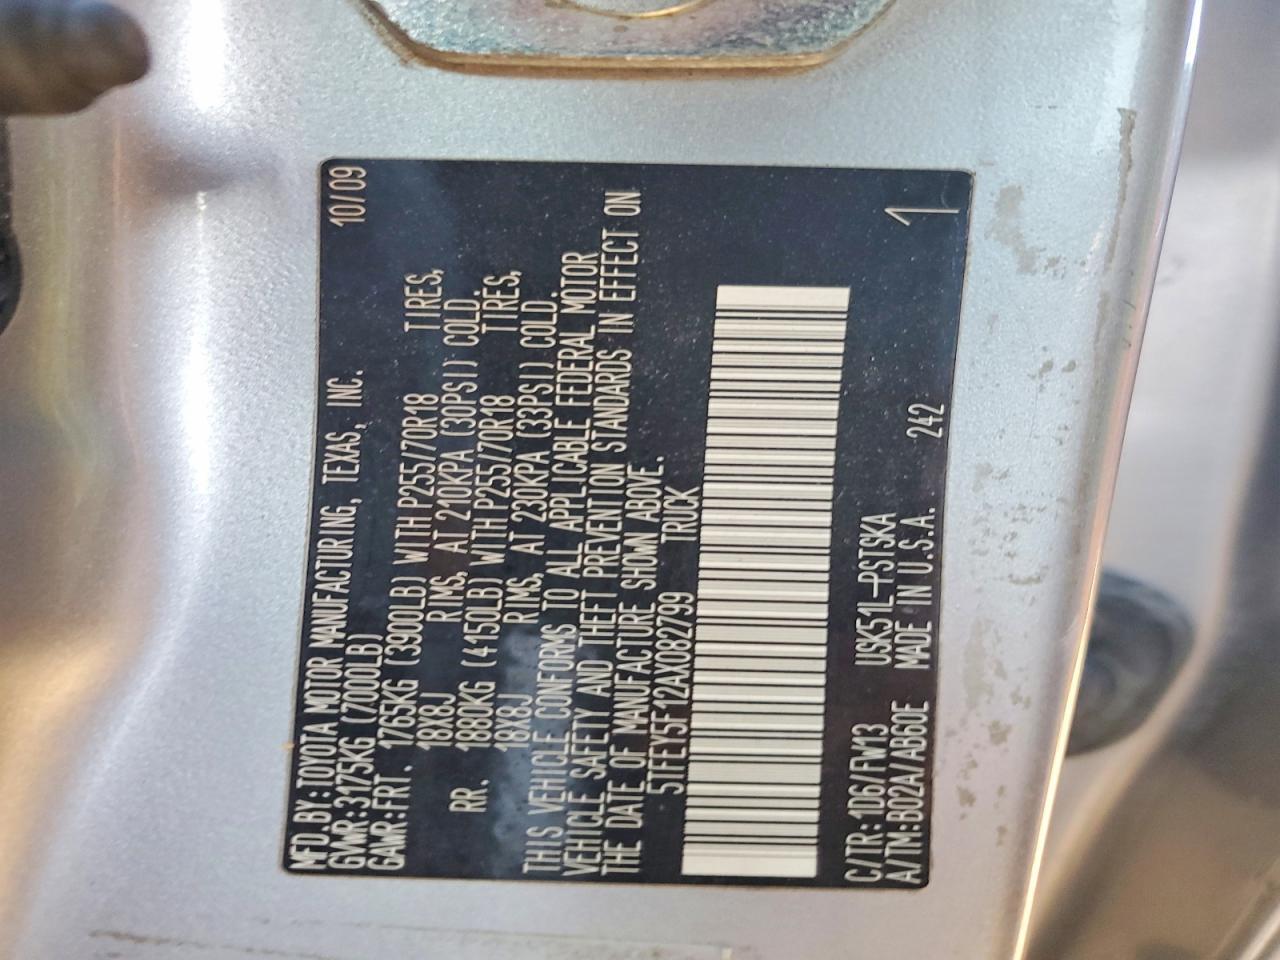 MFD.BY:TOYOTA MOTOR MANUFACTURING, TEXAS, INC. 10/09
GVWR:3175KG (7000LB)
GAWR:FRT. 1765KG (3900LB) WITH P255/70R18 TIRES,
18X8J RIMS, AT 210KPA (30PSI) COLD.
RR. 1880KG (4150LB) WITH P255/70R18 TIRES,
18X8J RIMS, AT 230KPA (33PSI) COLD.
THIS VEHICLE CONFORMS TO ALL APPLICABLE FEDERAL MOTOR
VEHICLE SAFETY AND THEFT PREVENTION STANDARDS IN EFFECT ON
THE DATE OF MANUFACTURE SHOWN ABOVE.
5TFEY5F12AX082799 TRUCK
C/TR:1D6/FW13 USK51L-PSTSKA
A/TM:B02A/AB60E MADE IN U.S.A. 242 1